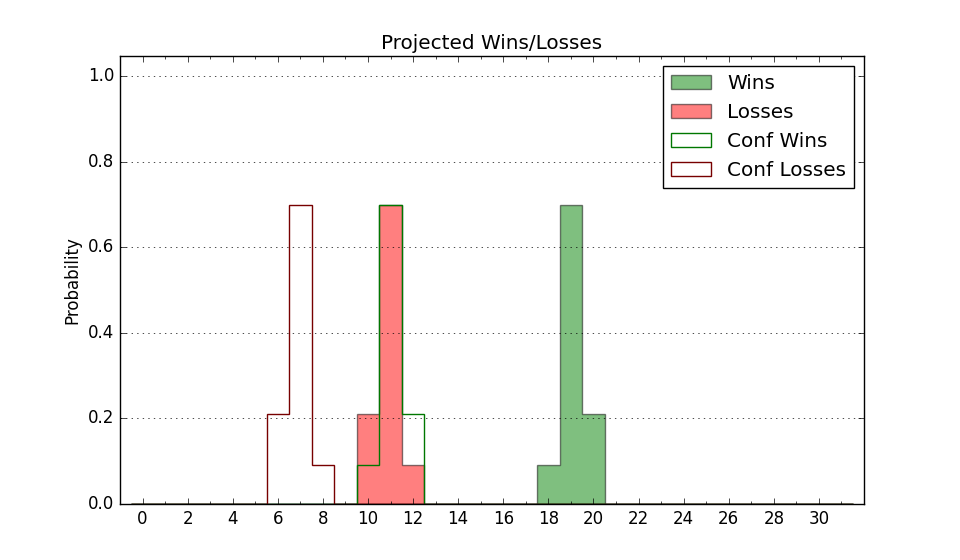 Projected Wins/Losses
1.0
0.8
0.6
0.4
0.2
0.0
Probability
Wins
Losses
Conf Wins
Conf Losses
0 2 4 6 8 10 12 14 16 18 20 22 24 26 28 30